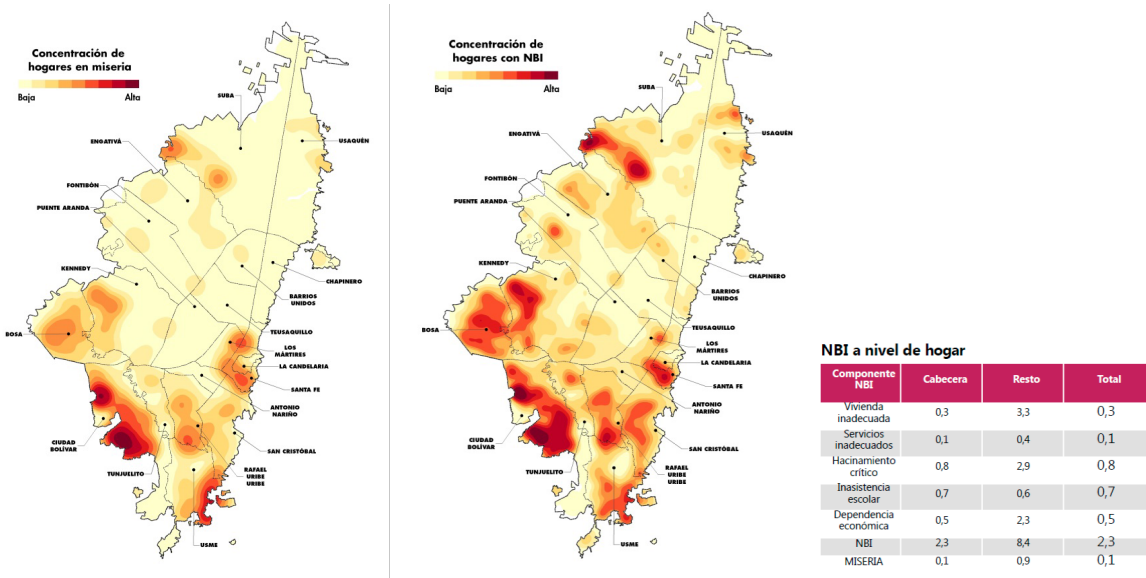 Concentración de
hogares en miseria
Baja
Alta
SUBA
USAQUÉN
ENGATIVÁ
FONTIBÓN
PUENTE ARANDA
KENNEDY
CHAPINERO
BARRIOS
UNIDOS
BOSA
TEUSAQUILLO
LOS
MÁRTIRES
LA CANDELARIA
SANTA FE
ANTONIO
NARIÑO
CIUDAD
BOLÍVAR
SAN CRISTÓBAL
TUNJUELITO
RAFAEL
URIBE
URIBE
USME
Concentración de
hogares con NBI
Baja
Alta
SUBA
USAQUÉN
ENGATIVÁ
FONTIBÓN
PUENTE ARANDA
KENNEDY
CHAPINERO
BARRIOS
UNIDOS
BOSA
TEUSAQUILLO
LOS
MÁRTIRES
LA CANDELARIA
SANTA FE
ANTONIO
NARIÑO
CIUDAD
BOLÍVAR
SAN CRISTÓBAL
TUNJUELITO
RAFAEL
URIBE
URIBE
USME
NBI a nivel de hogar
Componente NBI Cabecera Resto Total
Vivienda inadecuada 0,3 3,3 0,3
Servicios inadecuados 0,1 0,4 0,1
Hacinamiento crítico 0,8 2,9 0,8
Inasistencia escolar 0,7 0,6 0,7
Dependencia económica 0,5 2,3 0,5
NBI 2,3 8,4 2,3
MISERIA 0,1 0,9 0,1